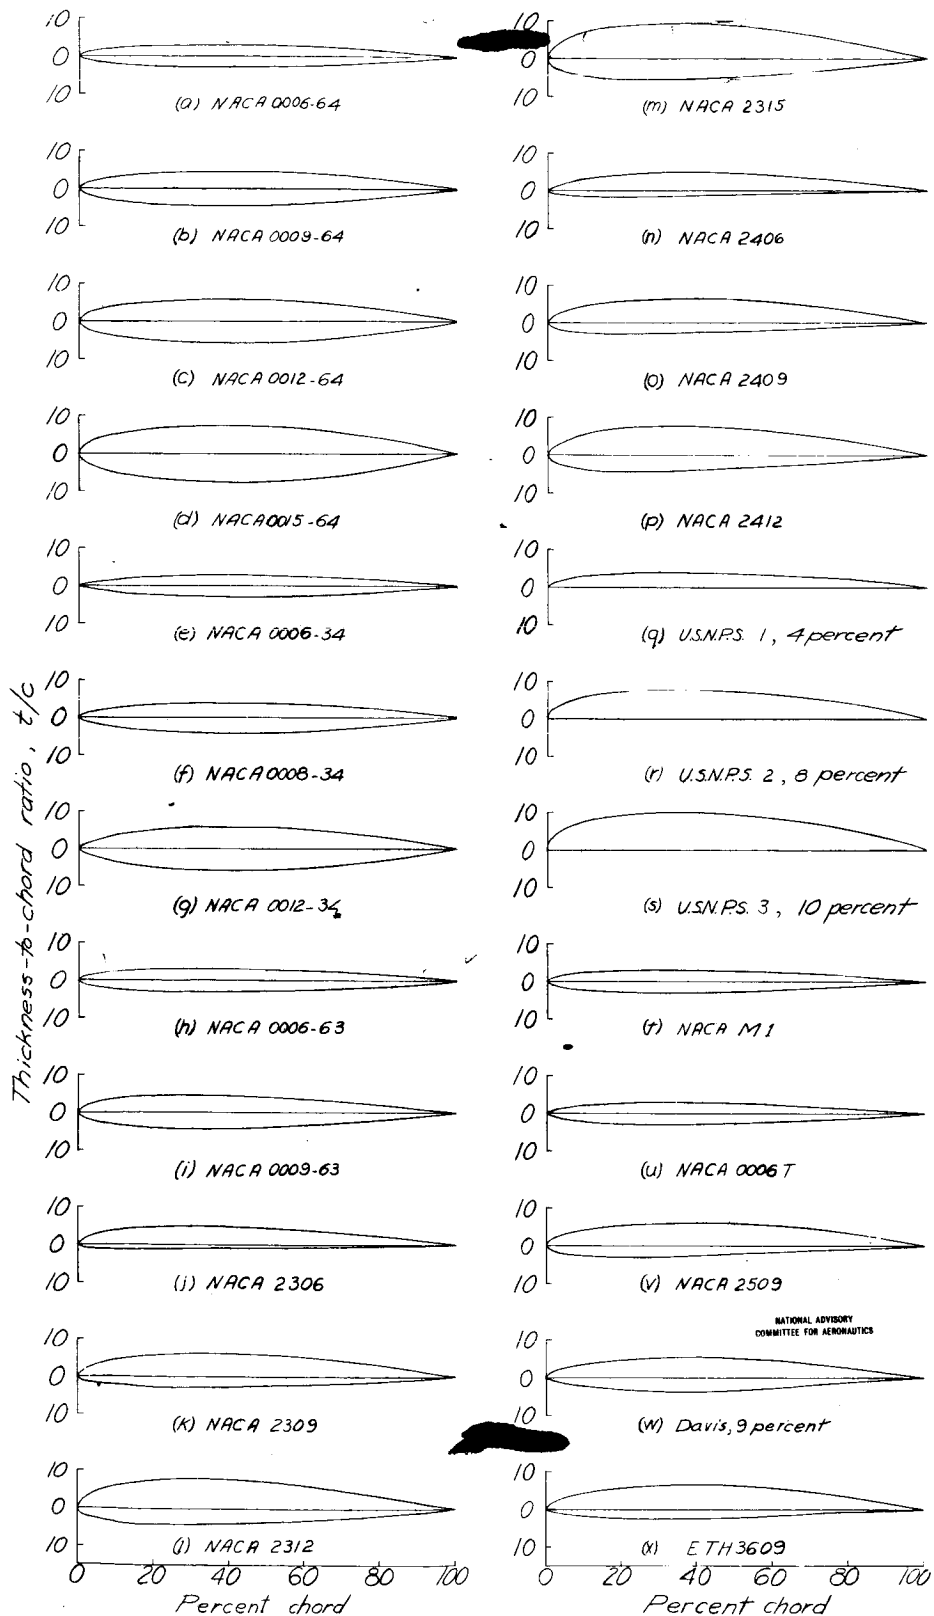 10
0
10
(a) NACA 0006-64
10
0
10
(b) NACA 0009-64
10
0
10
(c) NACA 0012-64
10
0
10
(d) NACA 0015-64
10
0
10
(e) NACA 0006-34
10
0
10
(f) NACA 0008-34
10
0
10
(g) NACA 0012-34
10
0
10
(h) NACA 0006-63
10
0
10
(i) NACA 0009-63
10
0
10
(j) NACA 2306
10
0
10
(k) NACA 2309
10
0
10
(l) NACA 2312
0 20 40 60 80 100
Percent chord
Thickness-to-chord ratio, t/c
10
0
10
(m) NACA 2315
10
0
10
(n) NACA 2406
10
0
10
(o) NACA 2409
10
0
10
(p) NACA 2412
10
0
10
(q) U.S.N.P.S. 1, 4 percent
10
0
10
(r) U.S.N.P.S. 2, 8 percent
10
0
10
(s) U.S.N.P.S. 3, 10 percent
10
0
10
(t) NACA M1
10
0
10
(u) NACA 0006T
10
0
10
(v) NACA 2509
NATIONAL ADVISORY
COMMITTEE FOR AERONAUTICS
10
0
10
(w) Davis, 9 percent
10
0
10
(x) ETH 3609
0 20 40 60 80 100
Percent chord